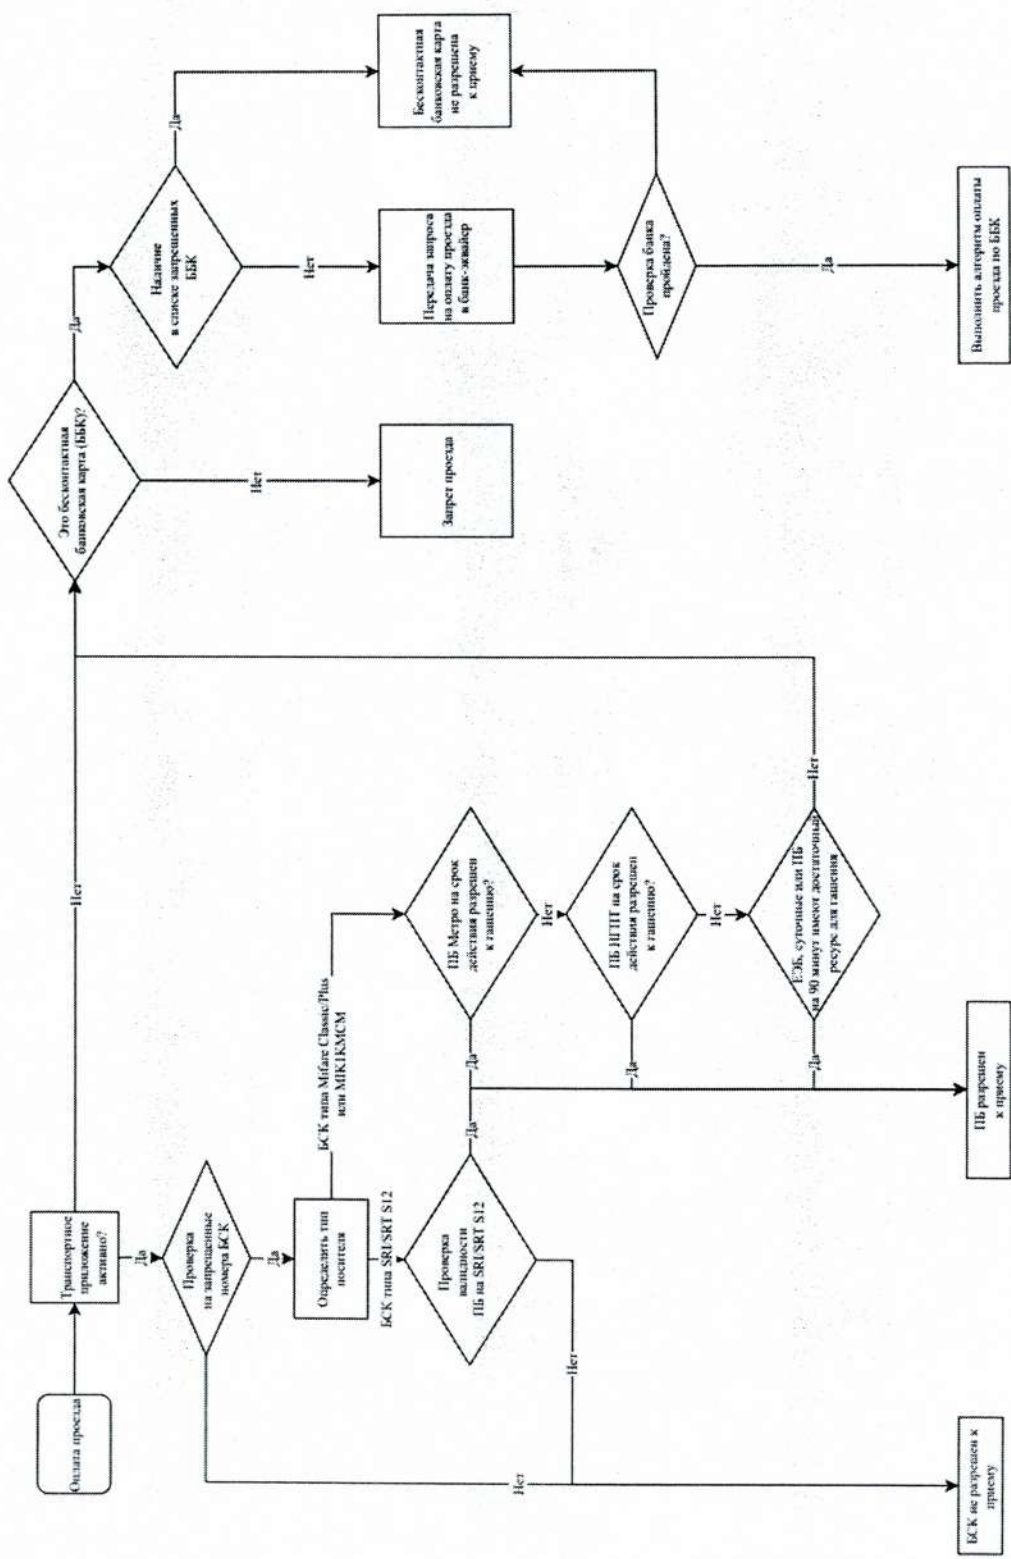 Оплата проезда
Транспортное
приложение
активно?
Нет
Да
Проверка
на запрещенные
номера БСК
Нет
Да
Определить тип
носителя
БСК типа Mifare Classic/Plus
или MIK1KMCM
БСК типа SRI/SRT S12
Проверка
валидности
ПБ на SRI/SRT S12
Да
Нет
БСК не разрешен к
приему
ПБ Метро на срок
действия разрешен
к гашению?
Да
Нет
ПБ НГПТ на срок
действия разрешен
к гашению?
Да
Нет
ЕЭБ, суточные или ПБ
на 90 минут имеют достаточный
ресурс для гашения
Да
Нет
ПБ разрешен
к приему
Это бесконтактная
банковская карта (ББК)?
Да
Нет
Запрет проезда
Наличие
в списке запрещенных
ББК
Да
Нет
Бесконтактная
банковская карта
не разрешена
к приему
Передача запроса
на оплату проезда
в банк-эквайер
Проверка банка
пройдена?
Да
Выполнить алгоритм оплаты
проезда по ББК